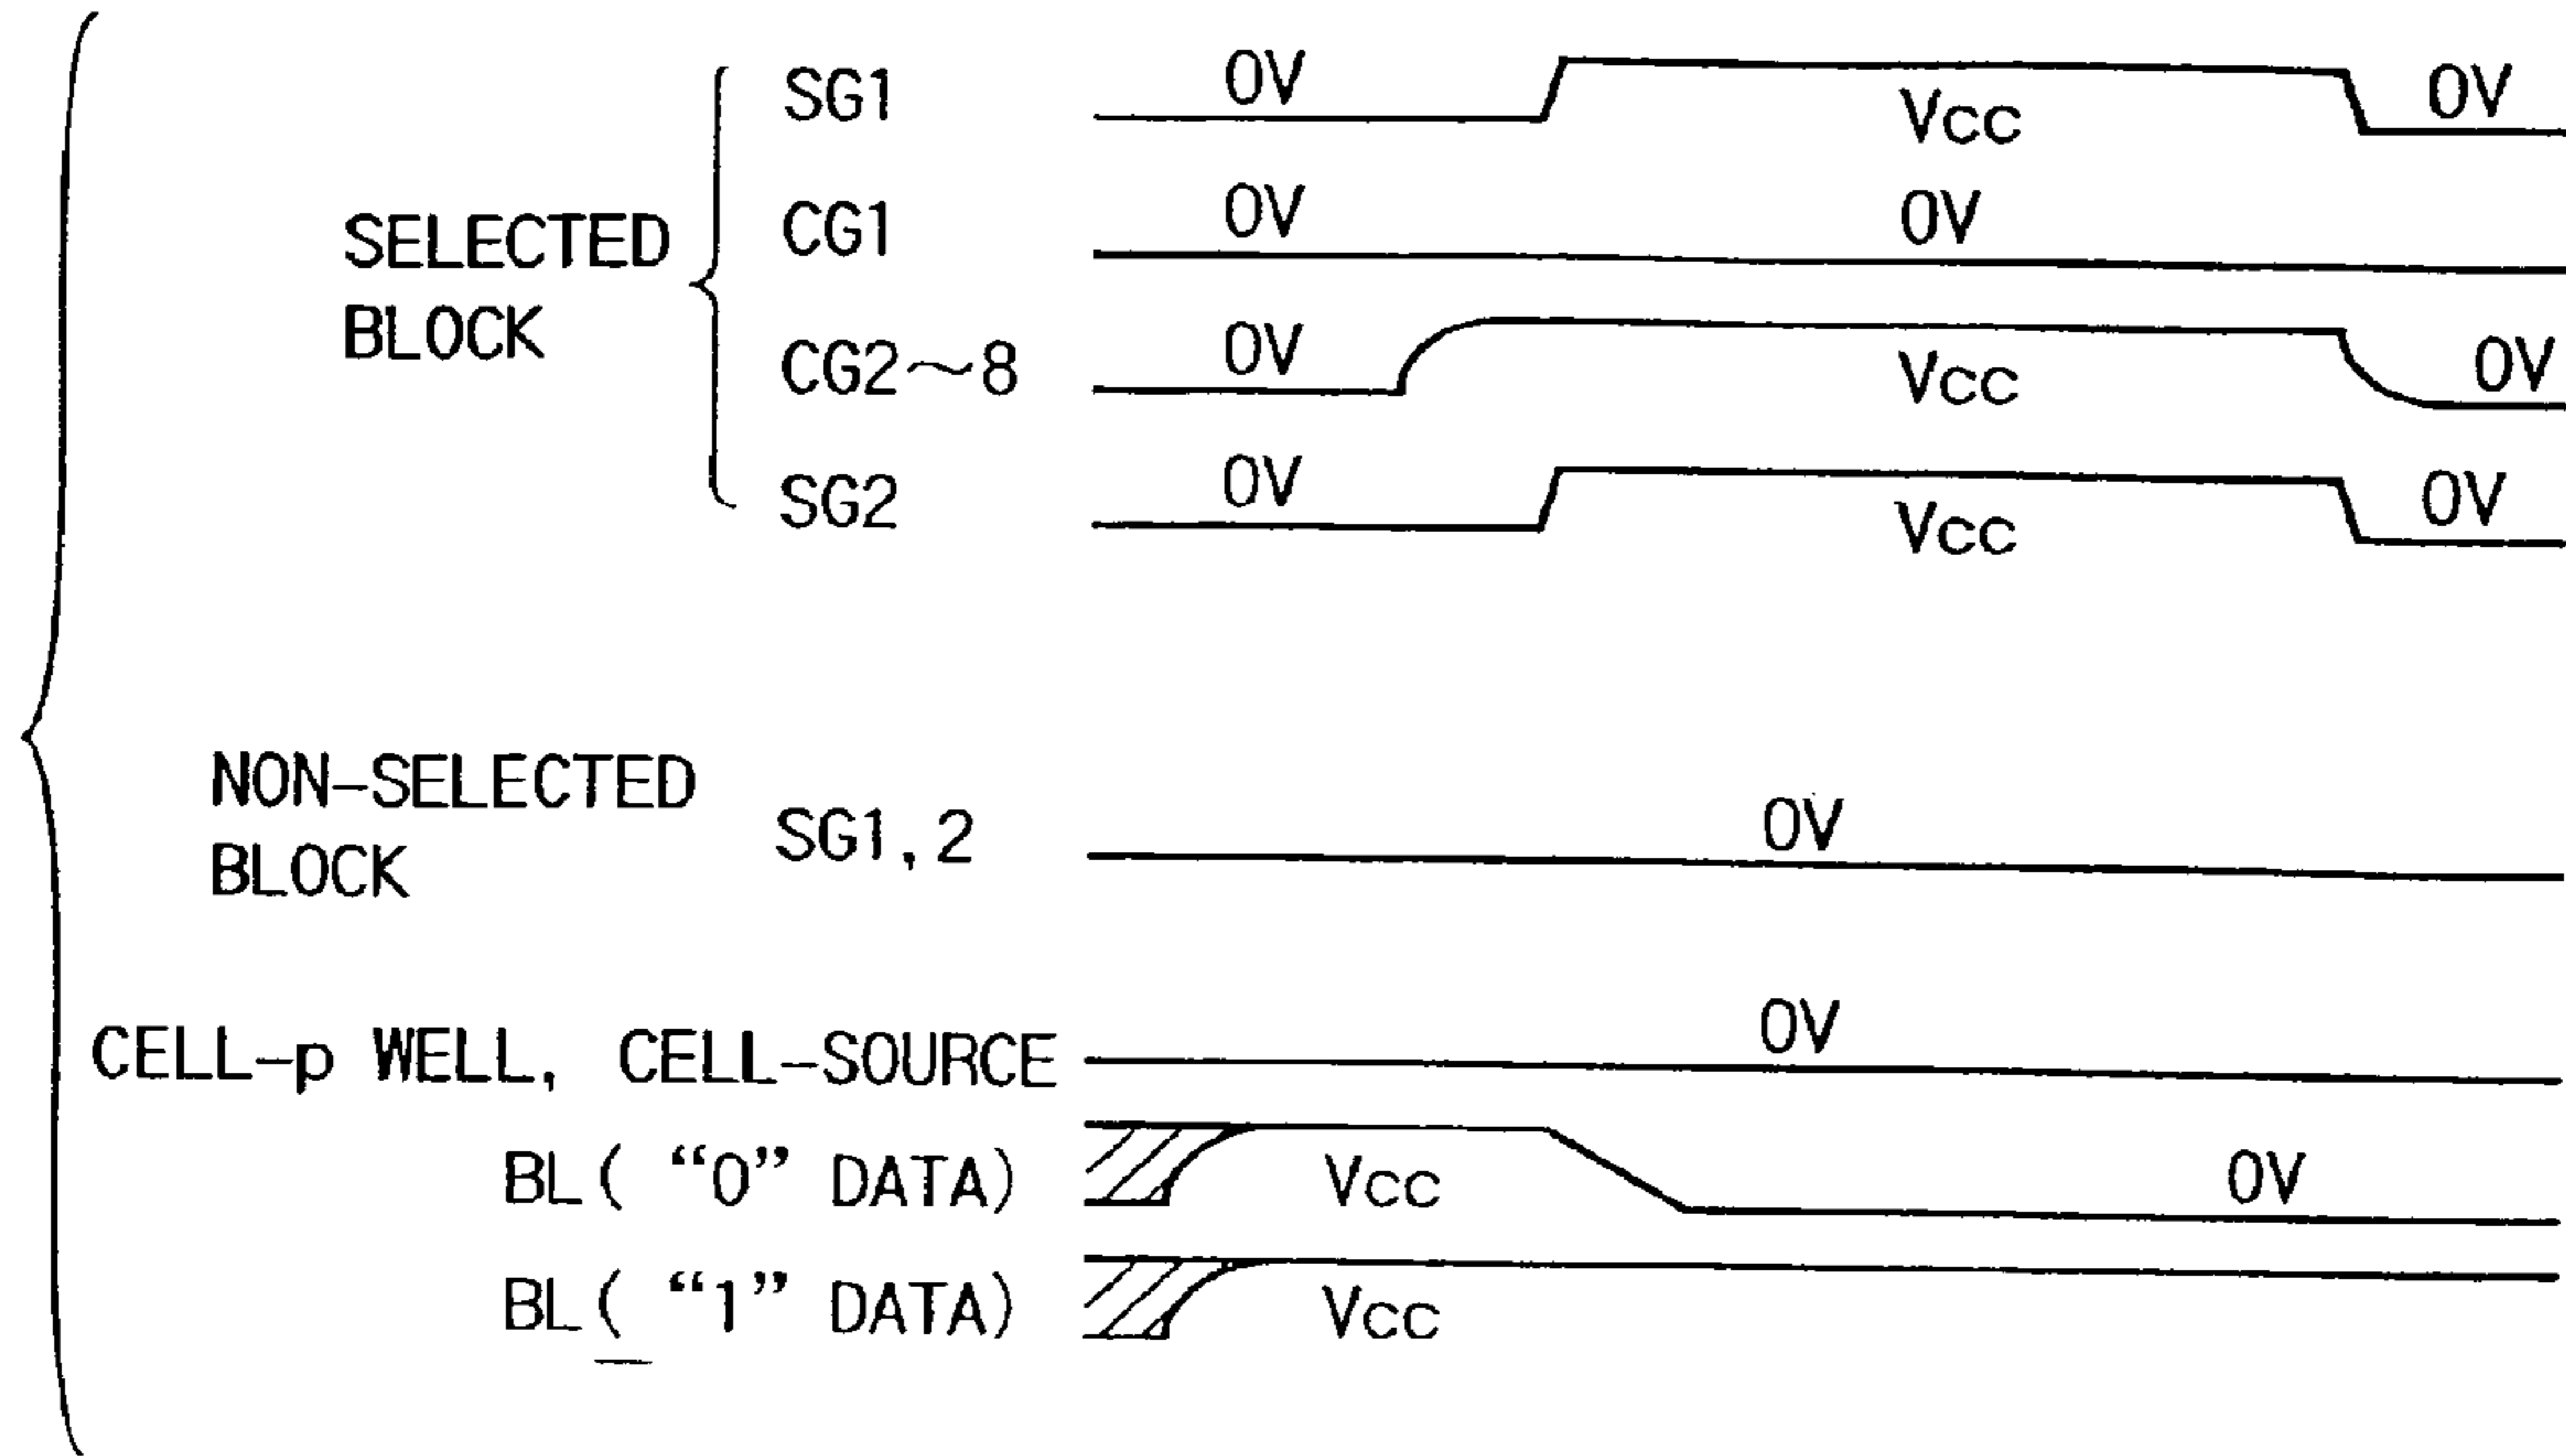 SG1 0V VCC 0V
SELECTED BLOCK
CG1 0V 0V
CG2~8 0V VCC 0V
SG2 0V VCC 0V
NON-SELECTED BLOCK
SG1,2 0V
CELL-p WELL, CELL-SOURCE 0V
BL( “0” DATA) VCC 0V
BL( “1” DATA) VCC